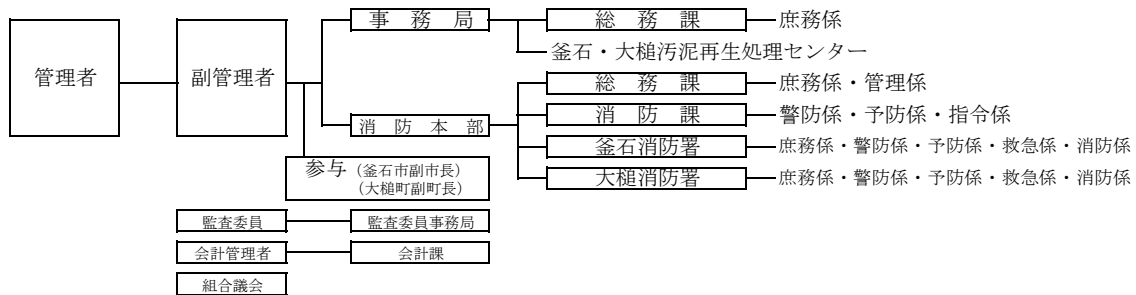 事務局 総務課 庶務係
釜石・大槌汚泥再生処理センター
管理者 副管理者
総務課 庶務係・管理係
消防課 警防係・予防係・指令係
消防本部
釜石消防署 庶務係・警防係・予防係・救急係・消防係
参与（釜石市副市長）
（大槌町副町長）
大槌消防署 庶務係・警防係・予防係・救急係・消防係
監査委員 監査委員事務局
会計管理者 会計課
組合議会